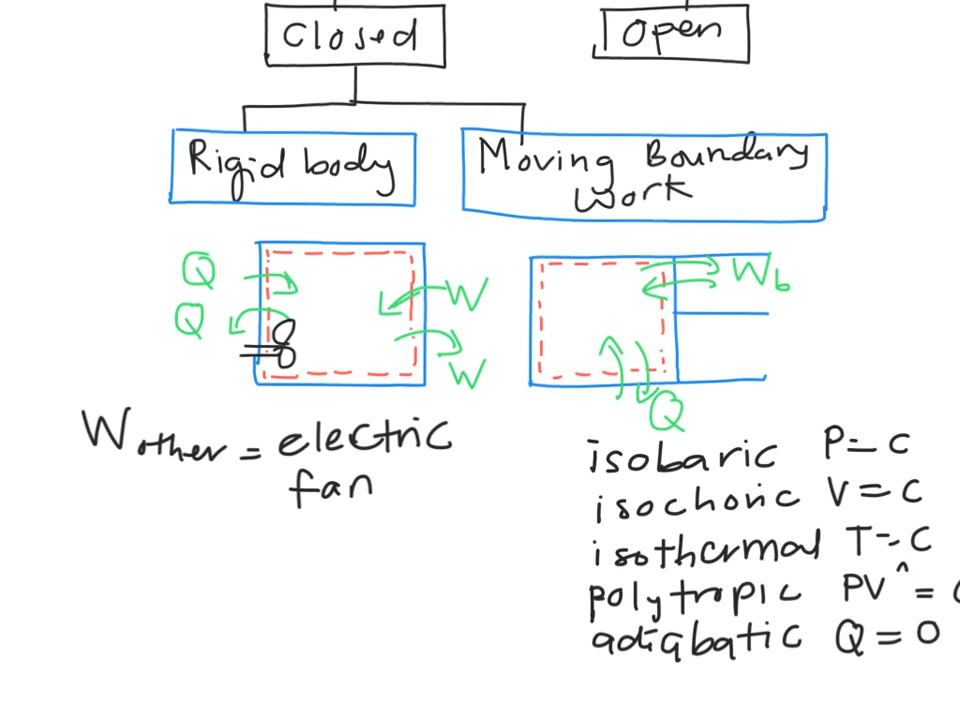 Closed
Open
Rigid body
Moving Boundary
Work
Q
Q
W
W
Wb
Q
Wother = electric
fan
isobaric P=C
isochoric V=C
isothermal T=C
polytropic PV^ =
adiabatic Q=0